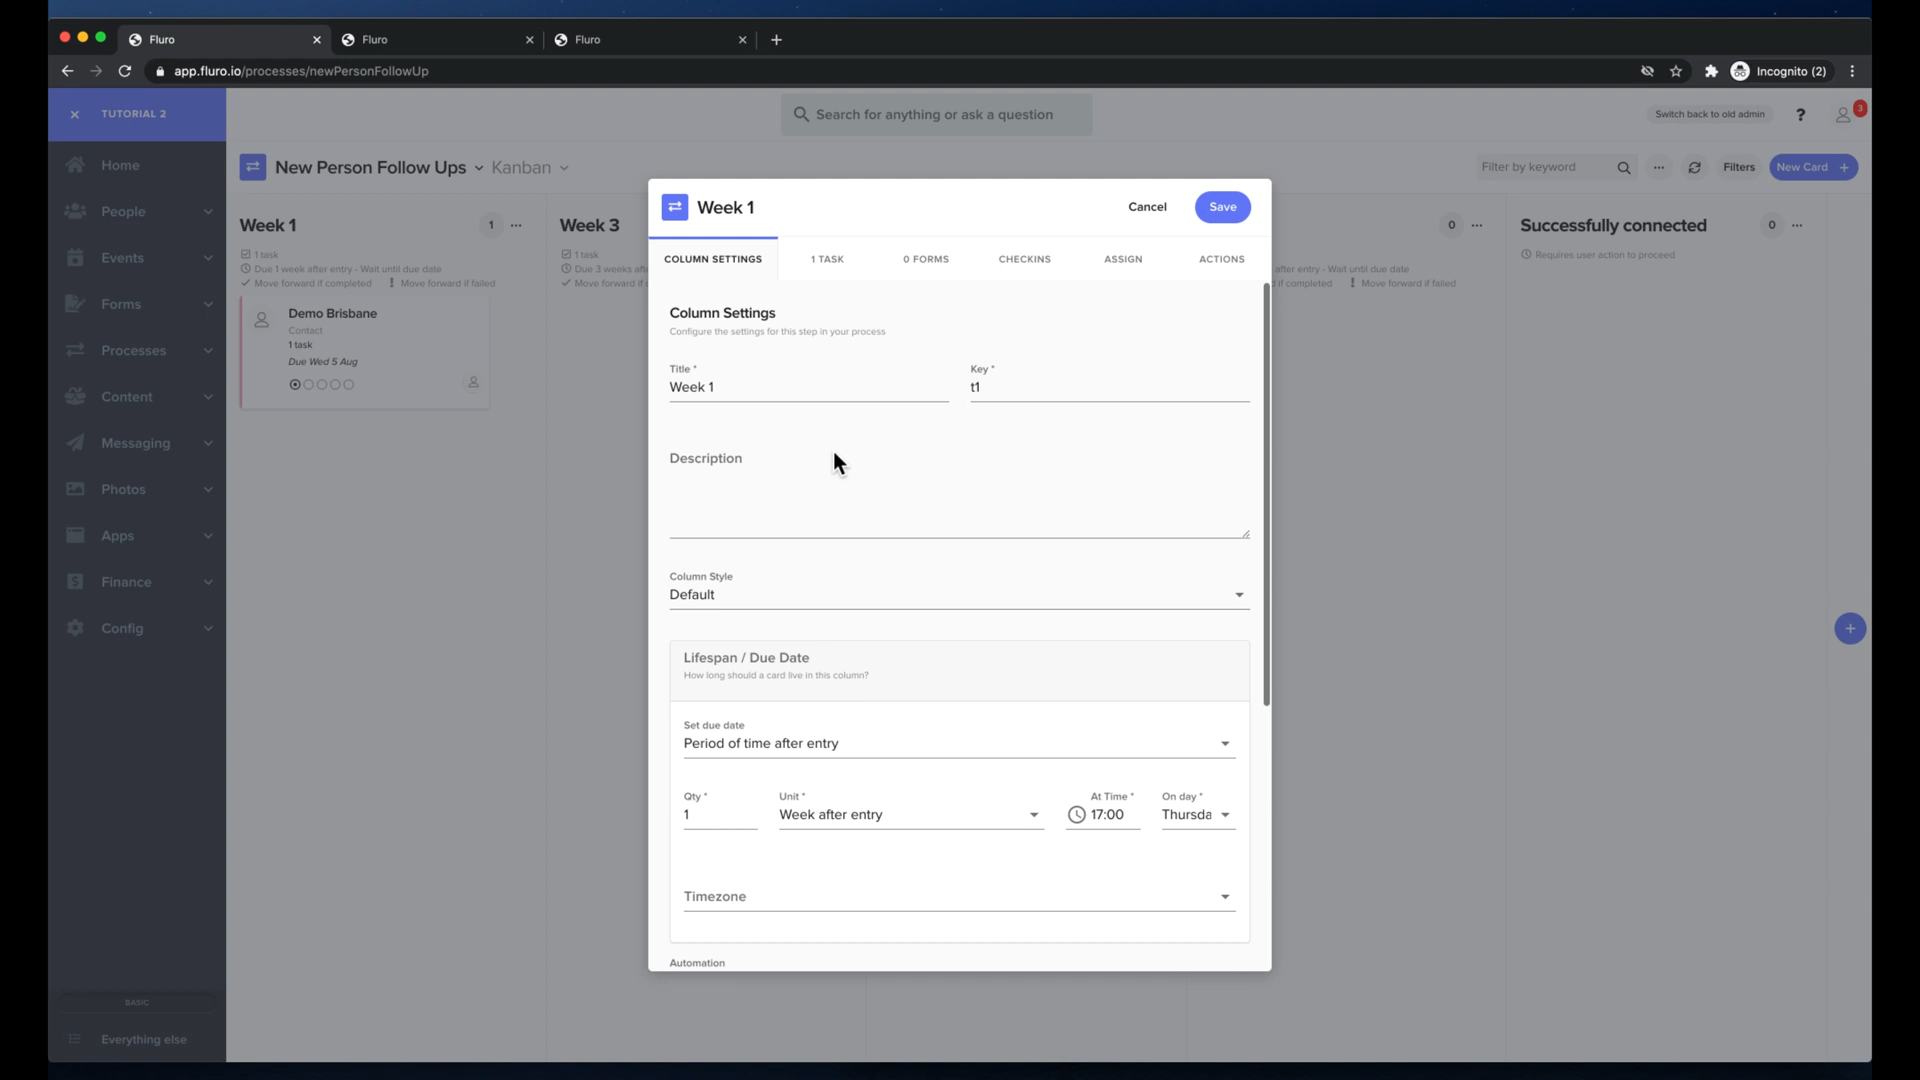 Fluro
Fluro
Fluro
app.fluro.io/processes/newPersonFollowUp
Incognito (2)
TUTORIAL 2
Search for anything or ask a question
Switch back to old admin
?
3
Home
People
Events
Forms
Processes
Content
Messaging
Photos
Apps
Finance
Config
BASIC
Everything else
New Person Follow Ups
Kanban
Filter by keyword
Filters
New Card +
Week 1
1
1 task
Due 1 week after entry - Wait until due date
Move forward if completed
Move forward if failed
Demo Brisbane
Contact
1 task
Due Wed 5 Aug
Week 3
1 task
Due 3 weeks afte
Move forward if c
0
after entry - Wait until due date
if completed
Move forward if failed
Successfully connected
0
Requires user action to proceed
Week 1
Cancel
Save
COLUMN SETTINGS
1 TASK
0 FORMS
CHECKINS
ASSIGN
ACTIONS
Column Settings
Configure the settings for this step in your process
Title *
Week 1
Key *
t1
Description
Column Style
Default
Lifespan / Due Date
How long should a card live in this column?
Set due date
Period of time after entry
Qty *
1
Unit *
Week after entry
At Time *
17:00
On day *
Thursda
Timezone
Automation